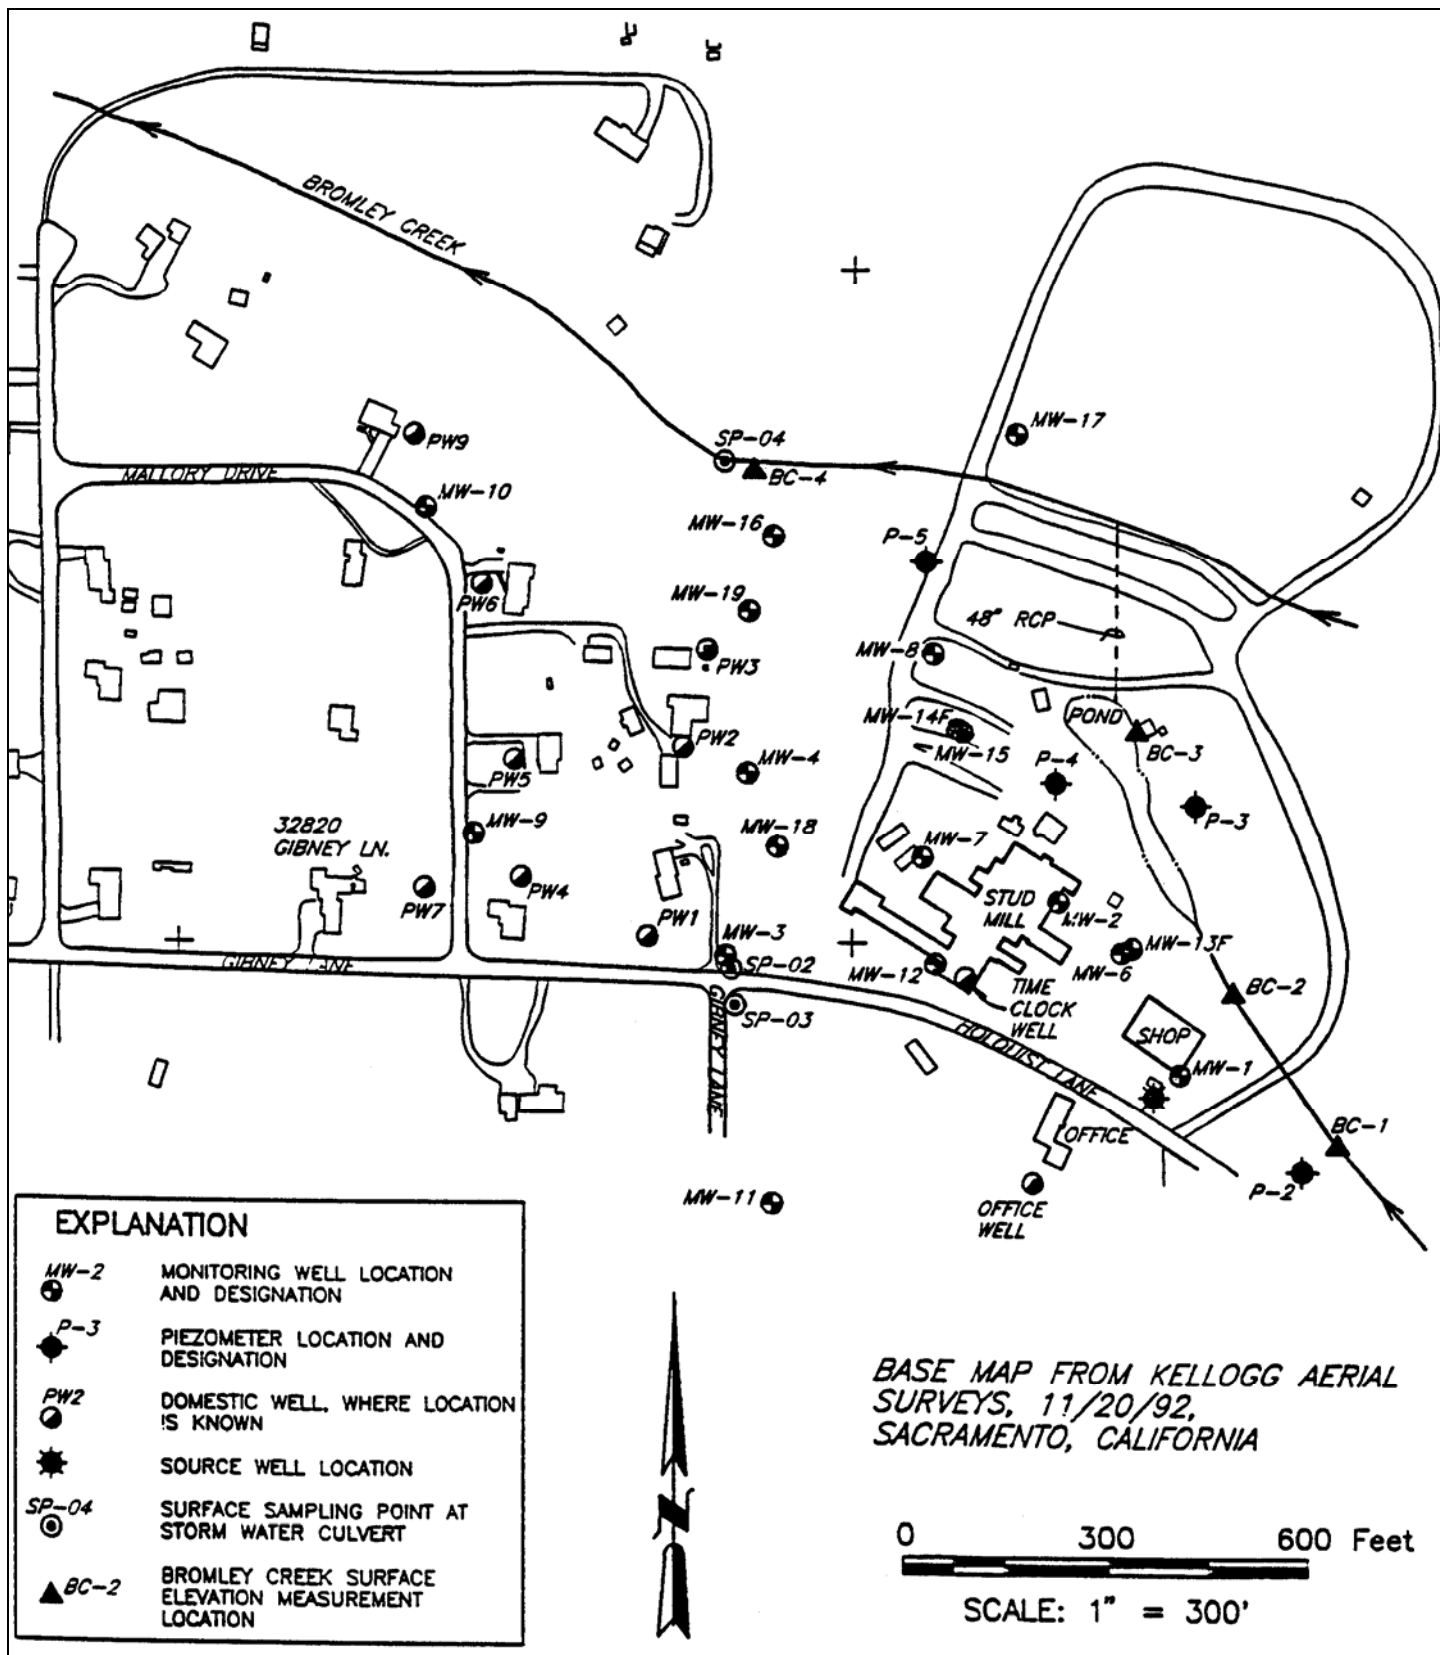 BROMLEY CREEK
MW-17
SP-04
BC-4
PW9
MALLORY DRIVE
MW-10
MW-16
P-5
PW6
MW-19
48" RCP
MW-8
PW3
MW-14F
POND
PW2
MW-15
BC-3
PW5
MW-4
P-4
P-3
32820
GIBNEY LN.
MW-9
MW-18
MW-7
PW7
PW4
STUD
MILL
MW-2
PW1
MW-3
MW-13F
GIBNEY LANE
SP-02
MW-12
MW-6
TIME
CLOCK
WELL
BC-2
GIBNEY LANE
SP-03
HOLQUIST LANE
SHOP
MW-1
OFFICE
BC-1
P-2
MW-11
OFFICE
WELL
EXPLANATION
MW-2
MONITORING WELL LOCATION
AND DESIGNATION
P-3
PIEZOMETER LOCATION AND
DESIGNATION
PW2
DOMESTIC WELL, WHERE LOCATION
IS KNOWN
SOURCE WELL LOCATION
SP-04
SURFACE SAMPLING POINT AT
STORM WATER CULVERT
BC-2
BROMLEY CREEK SURFACE
ELEVATION MEASUREMENT
LOCATION
N
BASE MAP FROM KELLOGG AERIAL
SURVEYS, 11/20/92,
SACRAMENTO, CALIFORNIA
0 300 600 Feet
SCALE: 1" = 300'